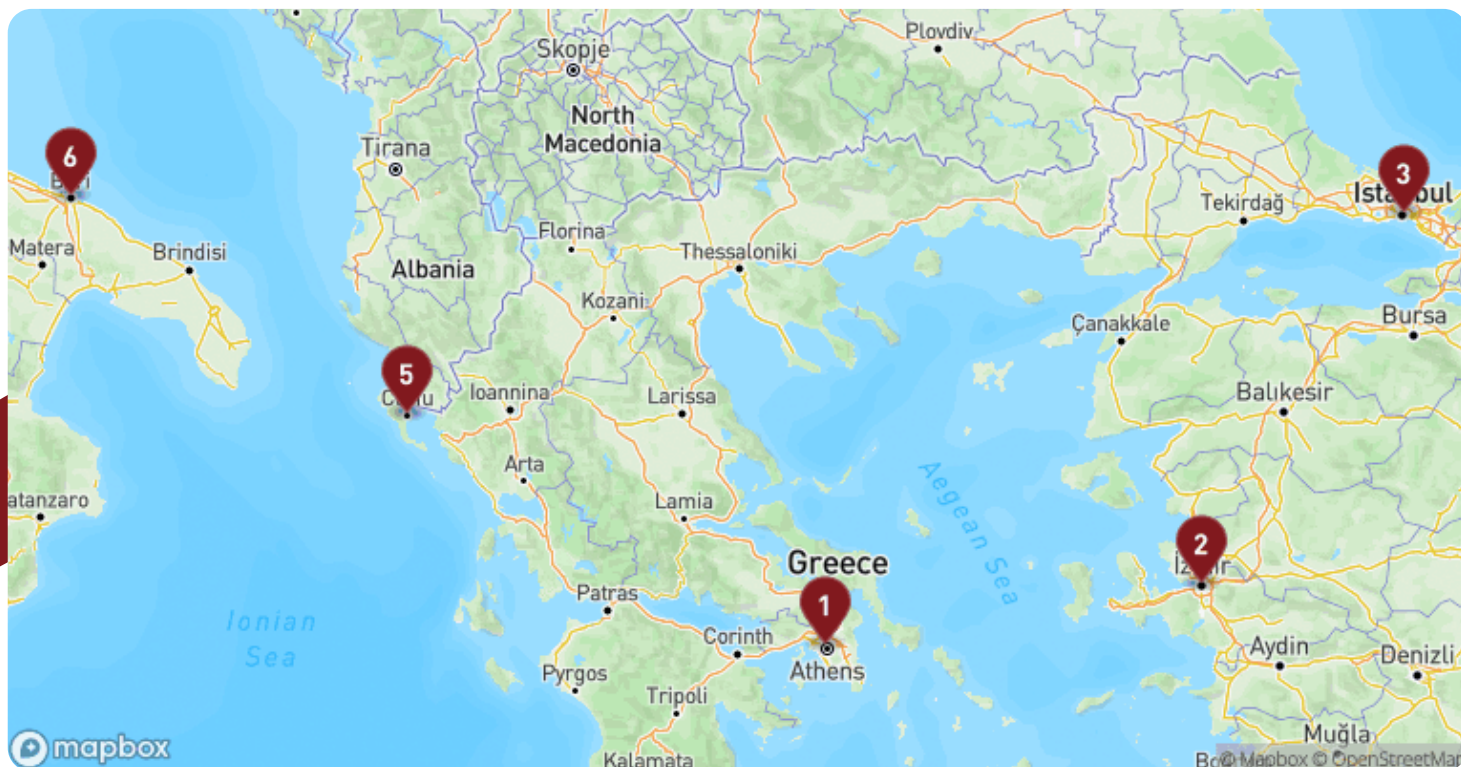 Plovdiv
Skopje
North
Macedonia
6
Tirana
3
Istanbul
Tekirdağ
Matera
Brindisi
Florina
Thessaloniki
Albania
Kozani
Çanakkale
Bursa
5
Ioannina
Larissa
Balıkesir
Arta
Aegean Sea
atanzaro
Lamia
2
İzmir
Greece
1
Patras
Ionian
Sea
Corinth
Athens
Aydin
Denizli
Pyrgos
Tripoli
Muğla
mapbox
Kalamata
Bo
© Mapbox © OpenStreetMap